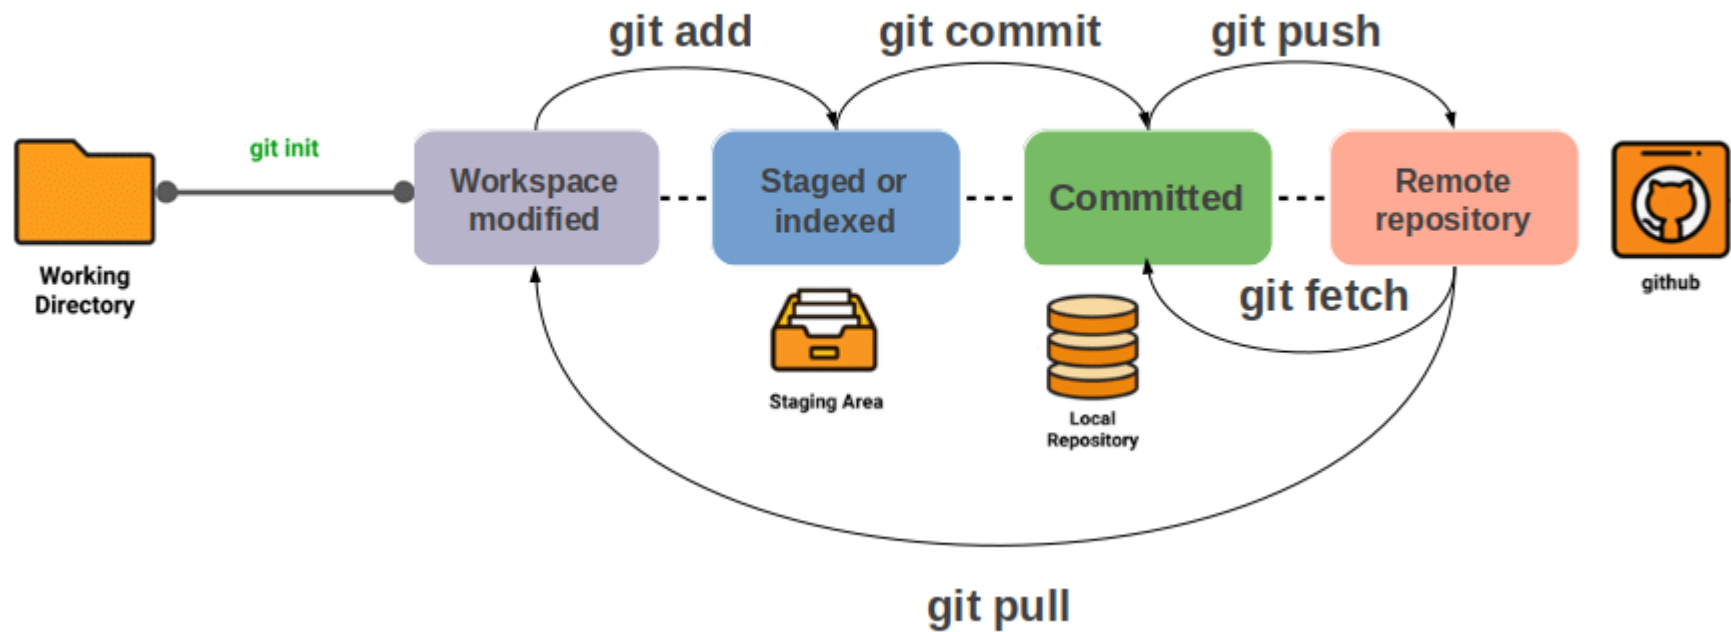 git add
git commit
git push
git init
Workspace
modified
Staged or
indexed
Committed
Remote
repository
Working
Directory
git fetch
github
Staging Area
Local
Repository
git pull